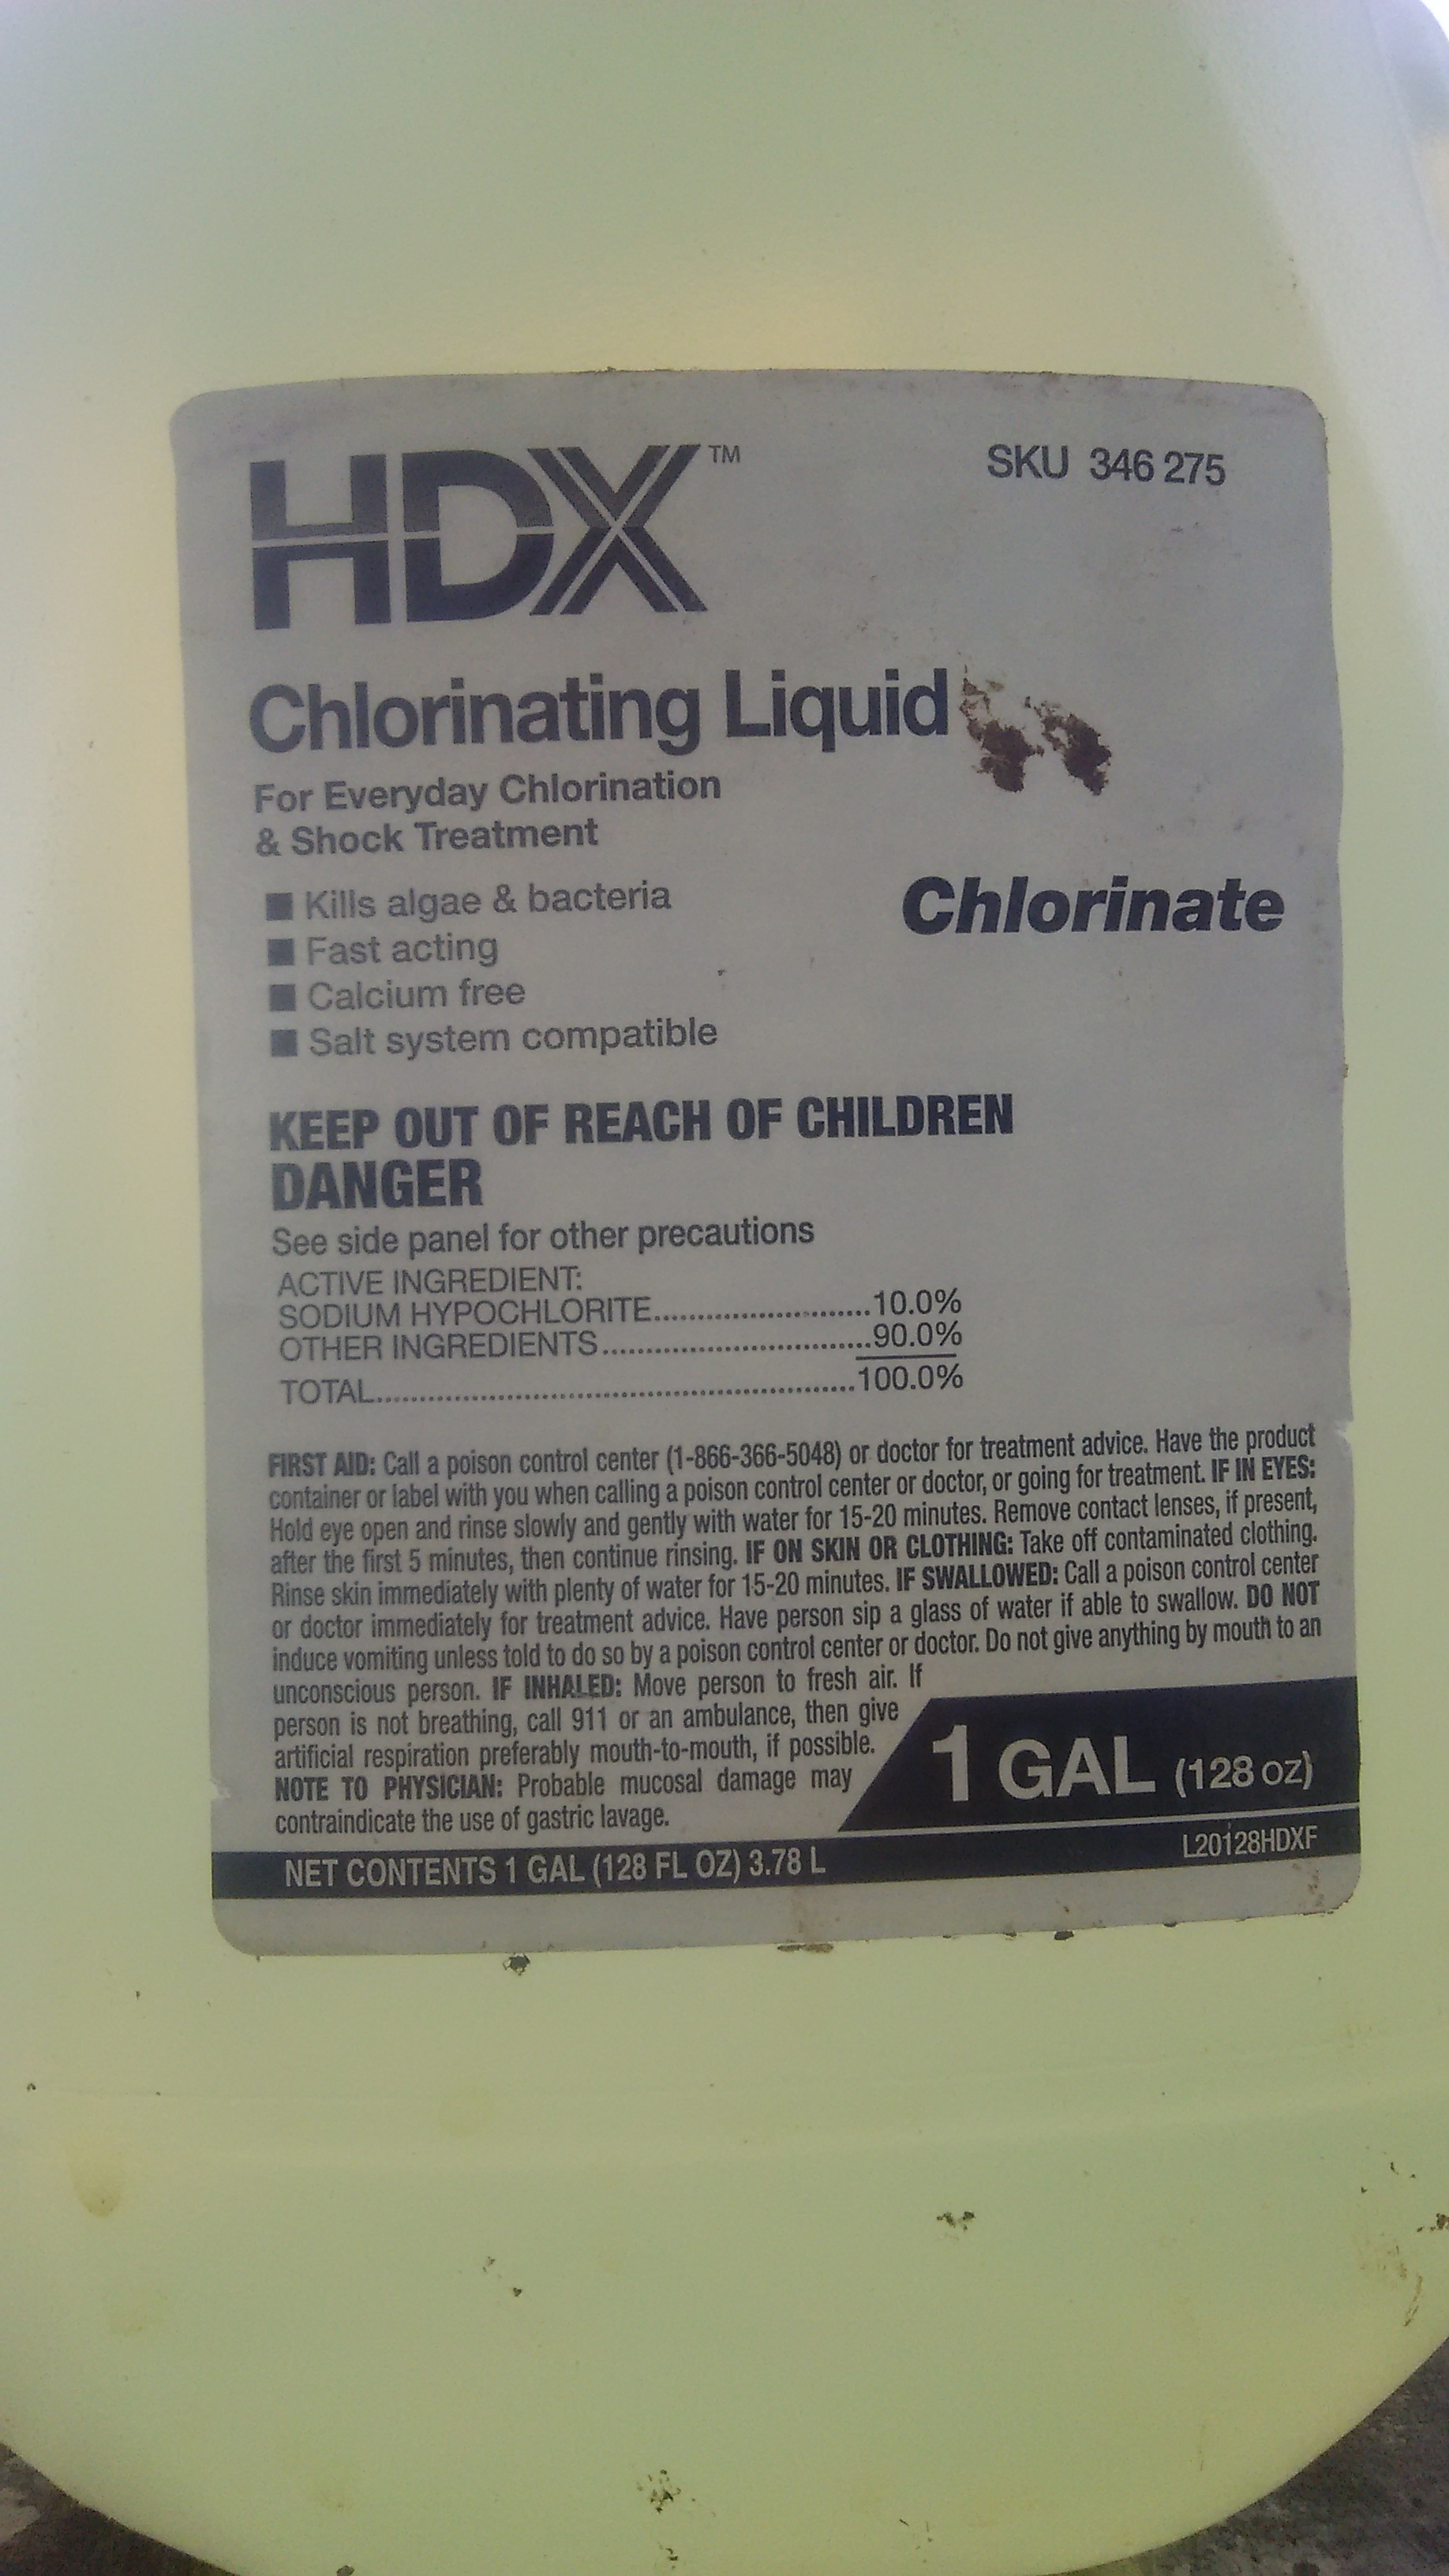 HDX™
SKU 346 275
Chlorinating Liquid
For Everyday Chlorination
& Shock Treatment
■ Kills algae & bacteria
■ Fast acting
■ Calcium free
■ Salt system compatible
Chlorinate
KEEP OUT OF REACH OF CHILDREN
DANGER
See side panel for other precautions
ACTIVE INGREDIENT:
SODIUM HYPOCHLORITE..........................10.0%
OTHER INGREDIENTS................................90.0%
TOTAL......................................................100.0%
FIRST AID: Call a poison control center (1-866-366-5048) or doctor for treatment advice. Have the product
container or label with you when calling a poison control center or doctor, or going for treatment. IF IN EYES:
Hold eye open and rinse slowly and gently with water for 15-20 minutes. Remove contact lenses, if present,
after the first 5 minutes, then continue rinsing. IF ON SKIN OR CLOTHING: Take off contaminated clothing.
Rinse skin immediately with plenty of water for 15-20 minutes. IF SWALLOWED: Call a poison control center
or doctor immediately for treatment advice. Have person sip a glass of water if able to swallow. DO NOT
induce vomiting unless told to do so by a poison control center or doctor. Do not give anything by mouth to an
unconscious person. IF INHALED: Move person to fresh air. If
person is not breathing, call 911 or an ambulance, then give
artificial respiration preferably mouth-to-mouth, if possible.
NOTE TO PHYSICIAN: Probable mucosal damage may
contraindicate the use of gastric lavage.
1 GAL (128 oz)
NET CONTENTS 1 GAL (128 FL OZ) 3.78 L
L20128HDXF